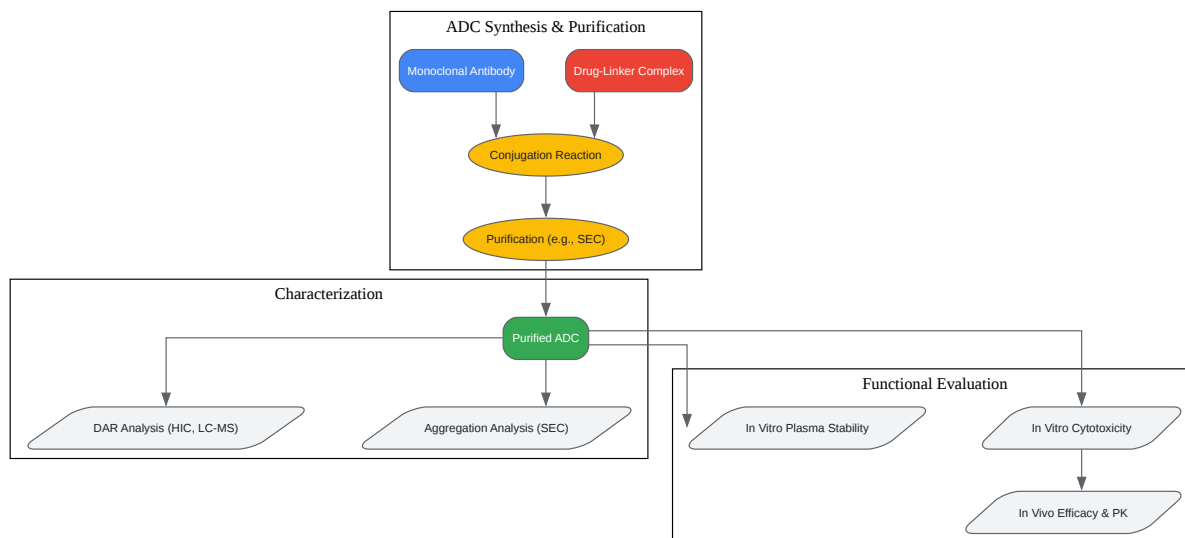 ADC Synthesis & Purification
Monoclonal Antibody
Drug-Linker Complex
Conjugation Reaction
Purification (e.g., SEC)
Characterization
Purified ADC
DAR Analysis (HIC, LC-MS)
Aggregation Analysis (SEC)
Functional Evaluation
In Vitro Plasma Stability
In Vitro Cytotoxicity
In Vivo Efficacy & PK